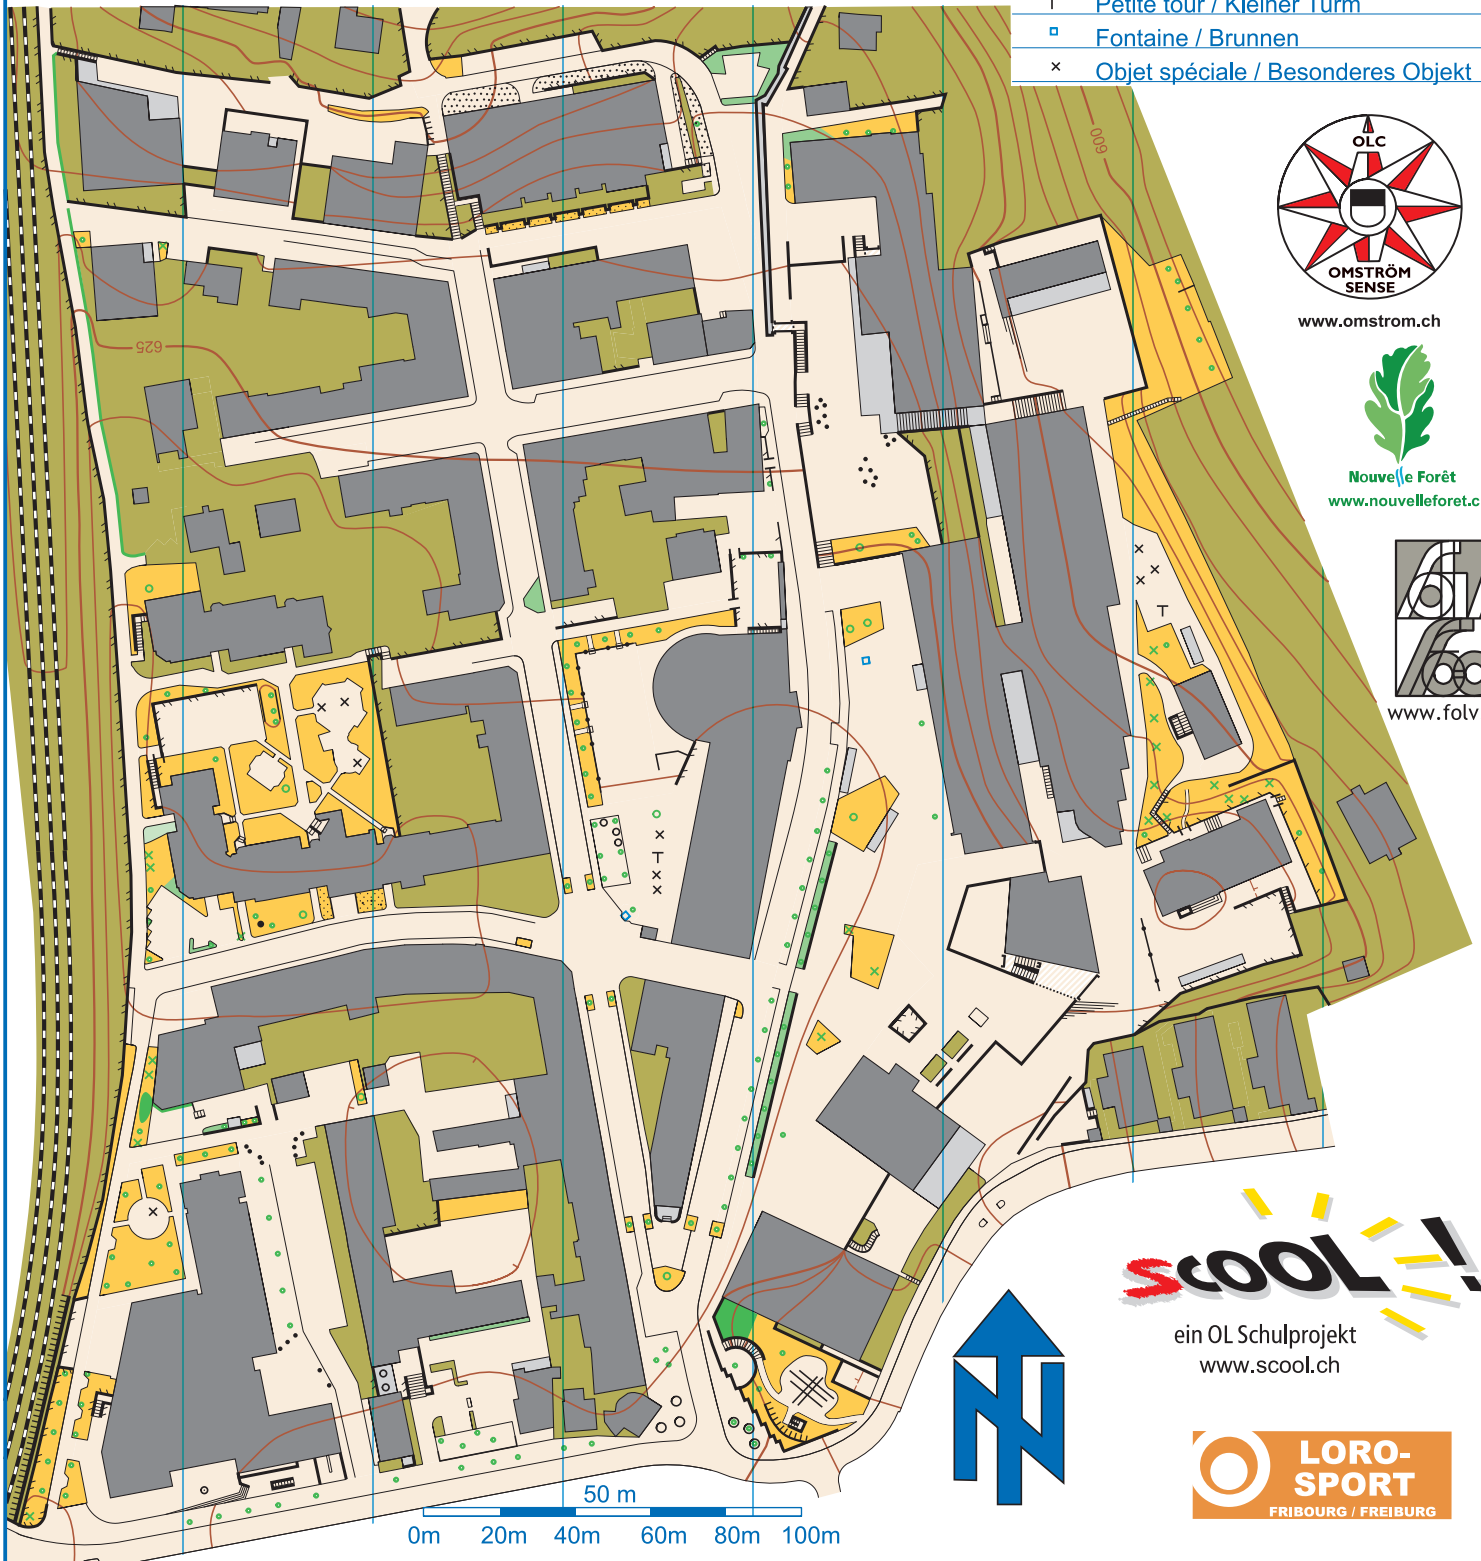 Petite tour / Kleiner Turm
Fontaine / Brunnen
Objet spéciale / Besonderes Objekt
600
625
OLC
OMSTRÖM
SENSE
www.omstrom.ch
Nouvelle Forêt
www.nouvelleforet.c
www.folv
SCOOL!
ein OL Schulprojekt
www.scool.ch
N
LORO-
SPORT
FRIBOURG / FREIBURG
50 m
0m 20m 40m 60m 80m 100m